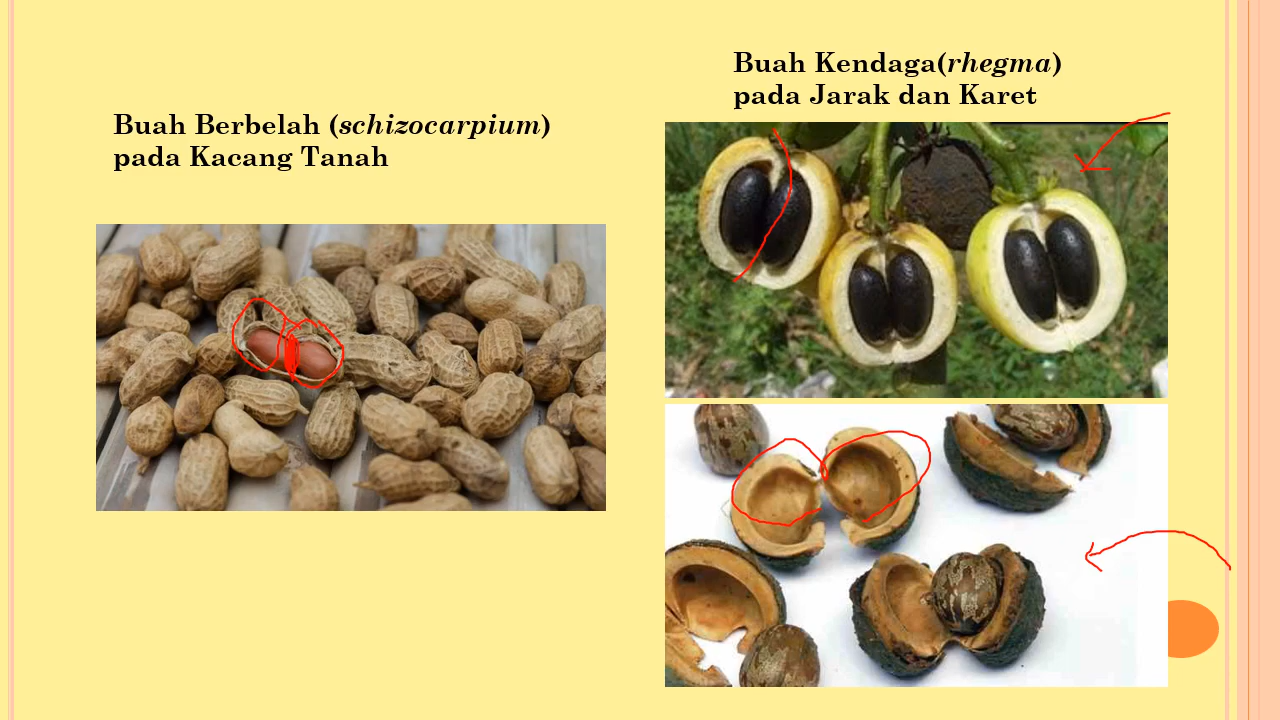 Buah Berbelah (schizocarpium)
pada Kacang Tanah
Buah Kendaga(rhegma)
pada Jarak dan Karet